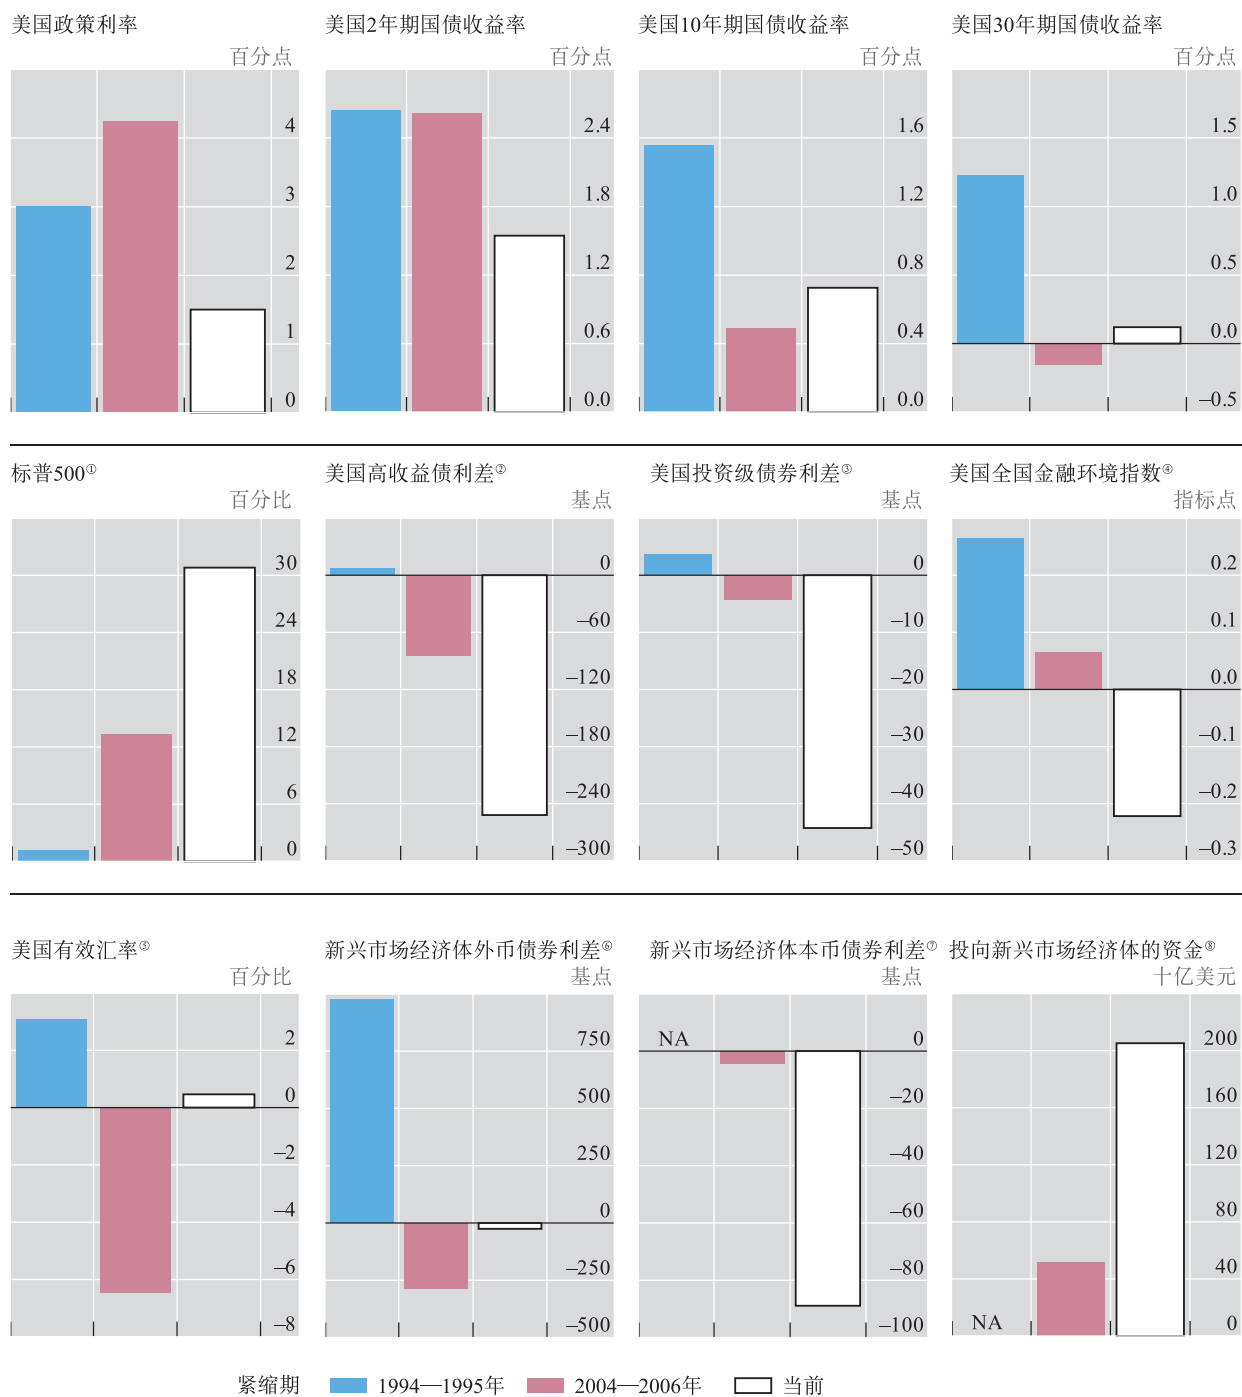 美国政策利率
美国2年期国债收益率
美国10年期国债收益率
美国30年期国债收益率
百分点
百分点
百分点
百分点
4
3
2
1
0
2.4
1.8
1.2
0.6
0.0
1.6
1.2
0.8
0.4
0.0
1.5
1.0
0.5
0.0
–0.5
标普500①
美国高收益债利差②
美国投资级债券利差③
美国全国金融环境指数④
百分比
基点
基点
指标点
30
24
18
12
6
0
0
–60
–120
–180
–240
–300
0
–10
–20
–30
–40
–50
0.2
0.1
0.0
–0.1
–0.2
–0.3
美国有效汇率⑤
新兴市场经济体外币债券利差⑥
新兴市场经济体本币债券利差⑦
投向新兴市场经济体的资金⑧
百分比
基点
基点
十亿美元
2
0
–2
–4
–6
–8
750
500
250
0
–250
–500
NA
0
–20
–40
–60
–80
–100
200
160
120
80
40
0
NA
紧缩期 1994—1995年 2004—2006年 当前